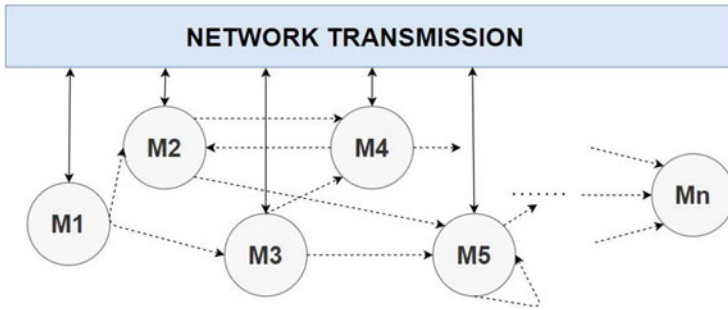 NETWORK TRANSMISSION
M2
M4
Mn
M1
M3
M5
......